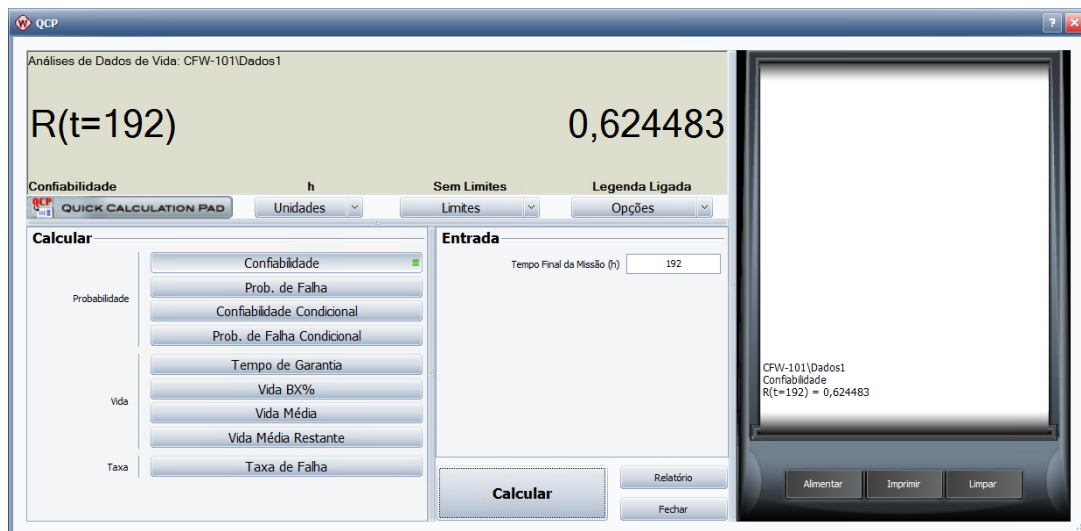 QCP
?
Análises de Dados de Vida: CFW-101\Dados1
R(t=192) 0,624483
Confiabilidade h Sem Limites Legenda Ligada
QCP QUICK CALCULATION PAD Unidades Limites Opções
Calcular
Probabilidade
Confiabilidade
Prob. de Falha
Confiabilidade Condicional
Prob. de Falha Condicional
Vida
Tempo de Garantia
Vida BX%
Vida Média
Vida Média Restante
Taxa
Taxa de Falha
Entrada
Tempo Final da Missão (h) 192
Calcular
Relatório
Fechar
CFW-101\Dados1
Confiabilidade
R(t=192) = 0,624483
Alimentar Imprimir Limpar